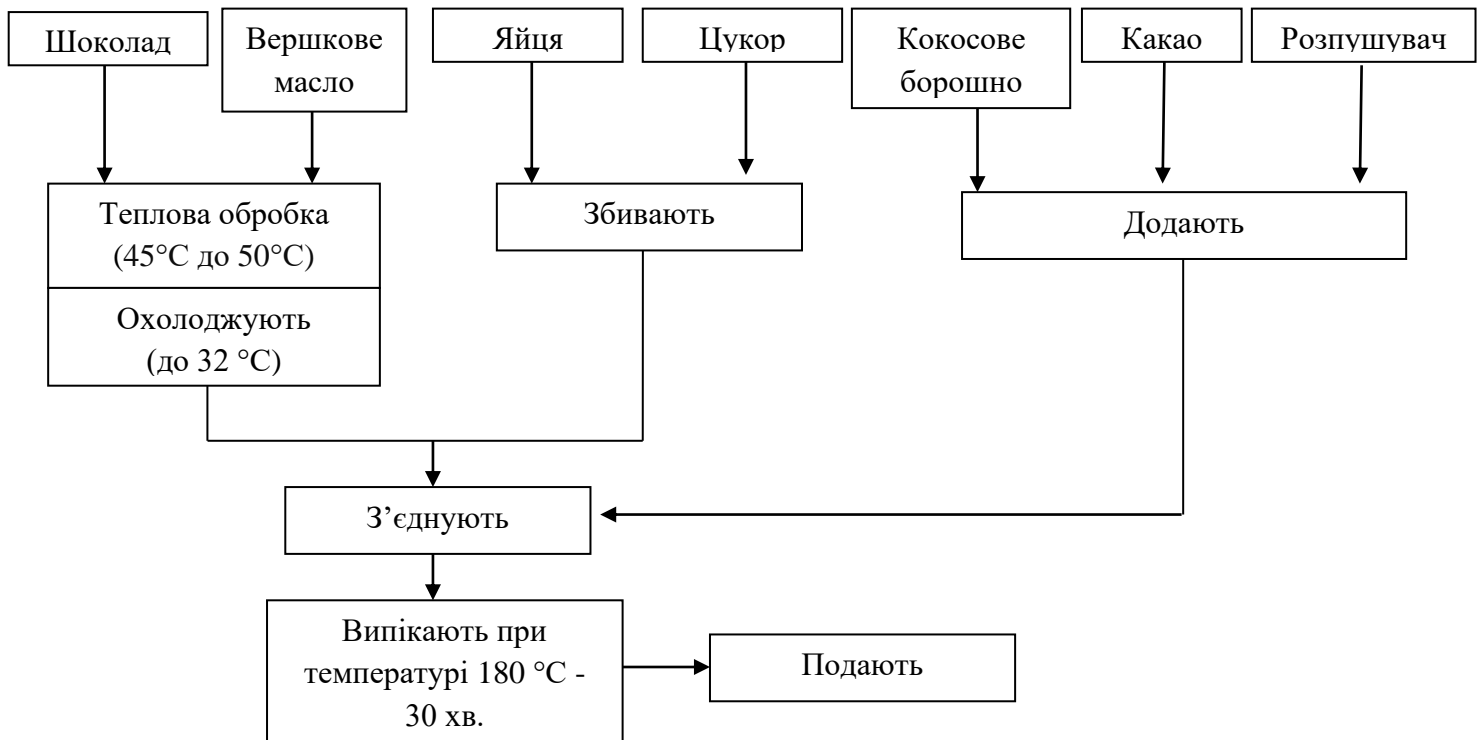 Шоколад
Вершкове
масло
Яйця
Цукор
Кокосове
борошно
Какао
Розпушувач
Теплова обробка
(45°С до 50°С)
Охолоджують
(до 32 °С)
Збивають
Додають
З’єднують
Випікають при
температурі 180 °С -
30 хв.
Подають